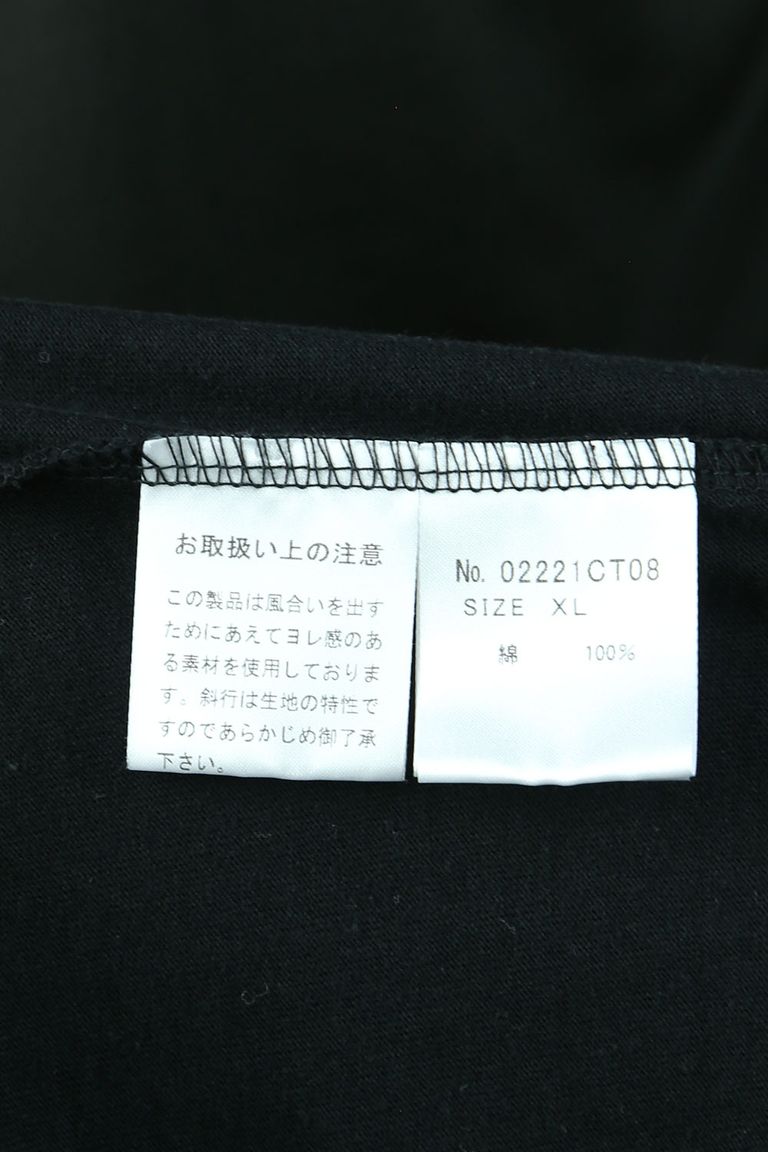 お取扱い上の注意
この製品は風合いを出す
ためにあえてヨレ感のあ
る素材を使用しておりま
す。斜行は生地の特性で
すのであらかじめ御了承
下さい。
№ 02221CT08
SIZE XL
綿 100%